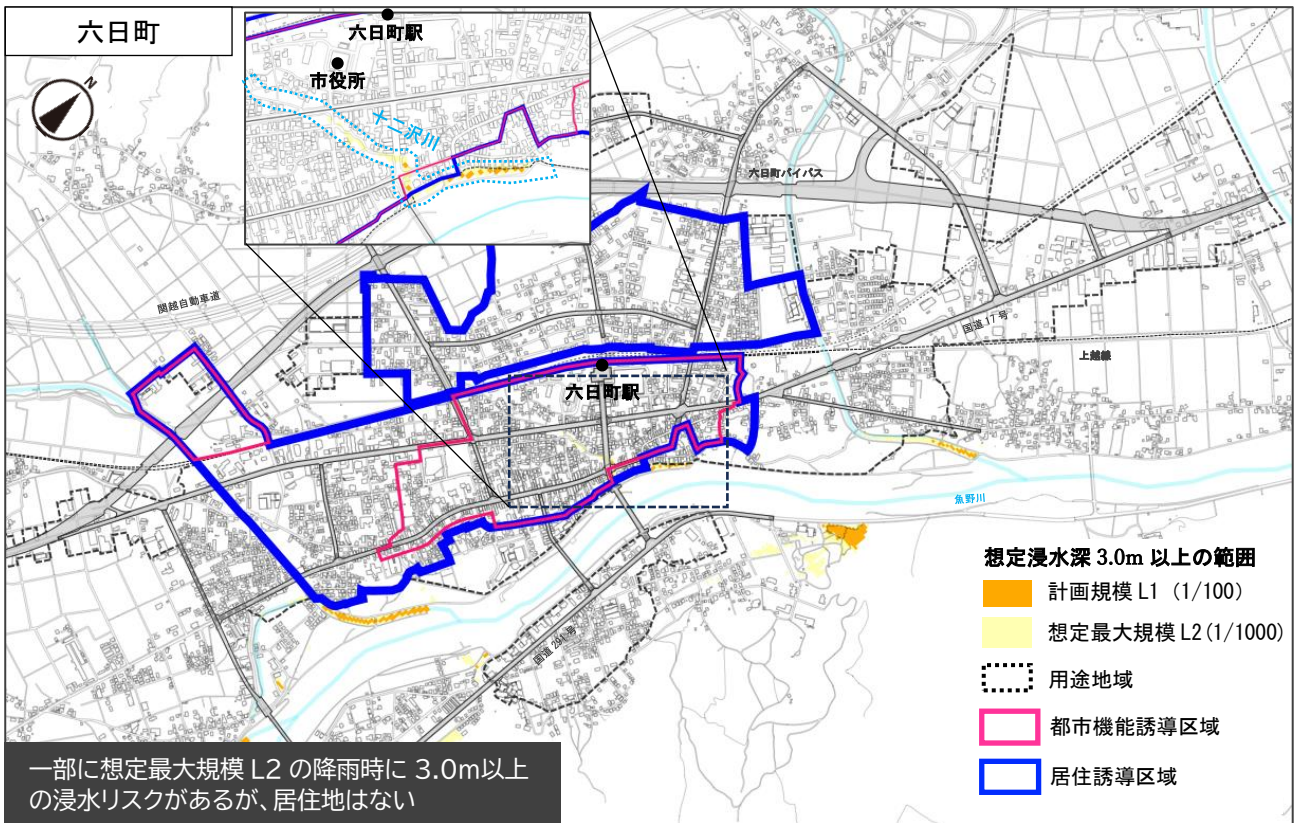 六日町
N
六日町駅
市役所
十二沢川
六日町バイパス
関越自動車道
国道17号
上越線
六日町駅
魚野川
国道291号
想定浸水深 3.0m 以上の範囲
計画規模 L1 (1/100)
想定最大規模 L2(1/1000)
用途地域
都市機能誘導区域
居住誘導区域
一部に想定最大規模 L2 の降雨時に 3.0m以上
の浸水リスクがあるが、居住地はない